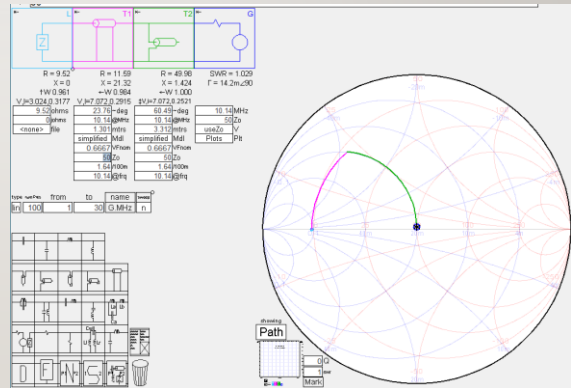 L T1 T2 G
R = 9.52 R = 11.59 R = 49.98 SWR = 1.029
X = 0 X = 21.32 X = 1.424 Γ = 14.2m∠90
↑W 0.961 ←W 0.984 ←W 1.000
V,I=3.024,0.3177 V,I=7.072,0.2915 ‡V,I=7.072,0.2521
9.52 ohms 23.76 ~deg 60.49 ~deg 10.14 MHz
0 ohms 10.14 @MHz 10.14 @MHz 50 Zo
<none> file 1.301 mtrs 3.312 mtrs useZo V
simplified Mdl simplified Mdl Plots Plt
0.6667 VFnom 0.6667 VFnom
50 Zo 50 Zo
1.64 /100m 1.64 /100m
10.14 @frq 10.14 @frq
type from to name
lin 100 1 30 G.MHz n
showing
Path
0 Q
1 swr
Mark
D F N S